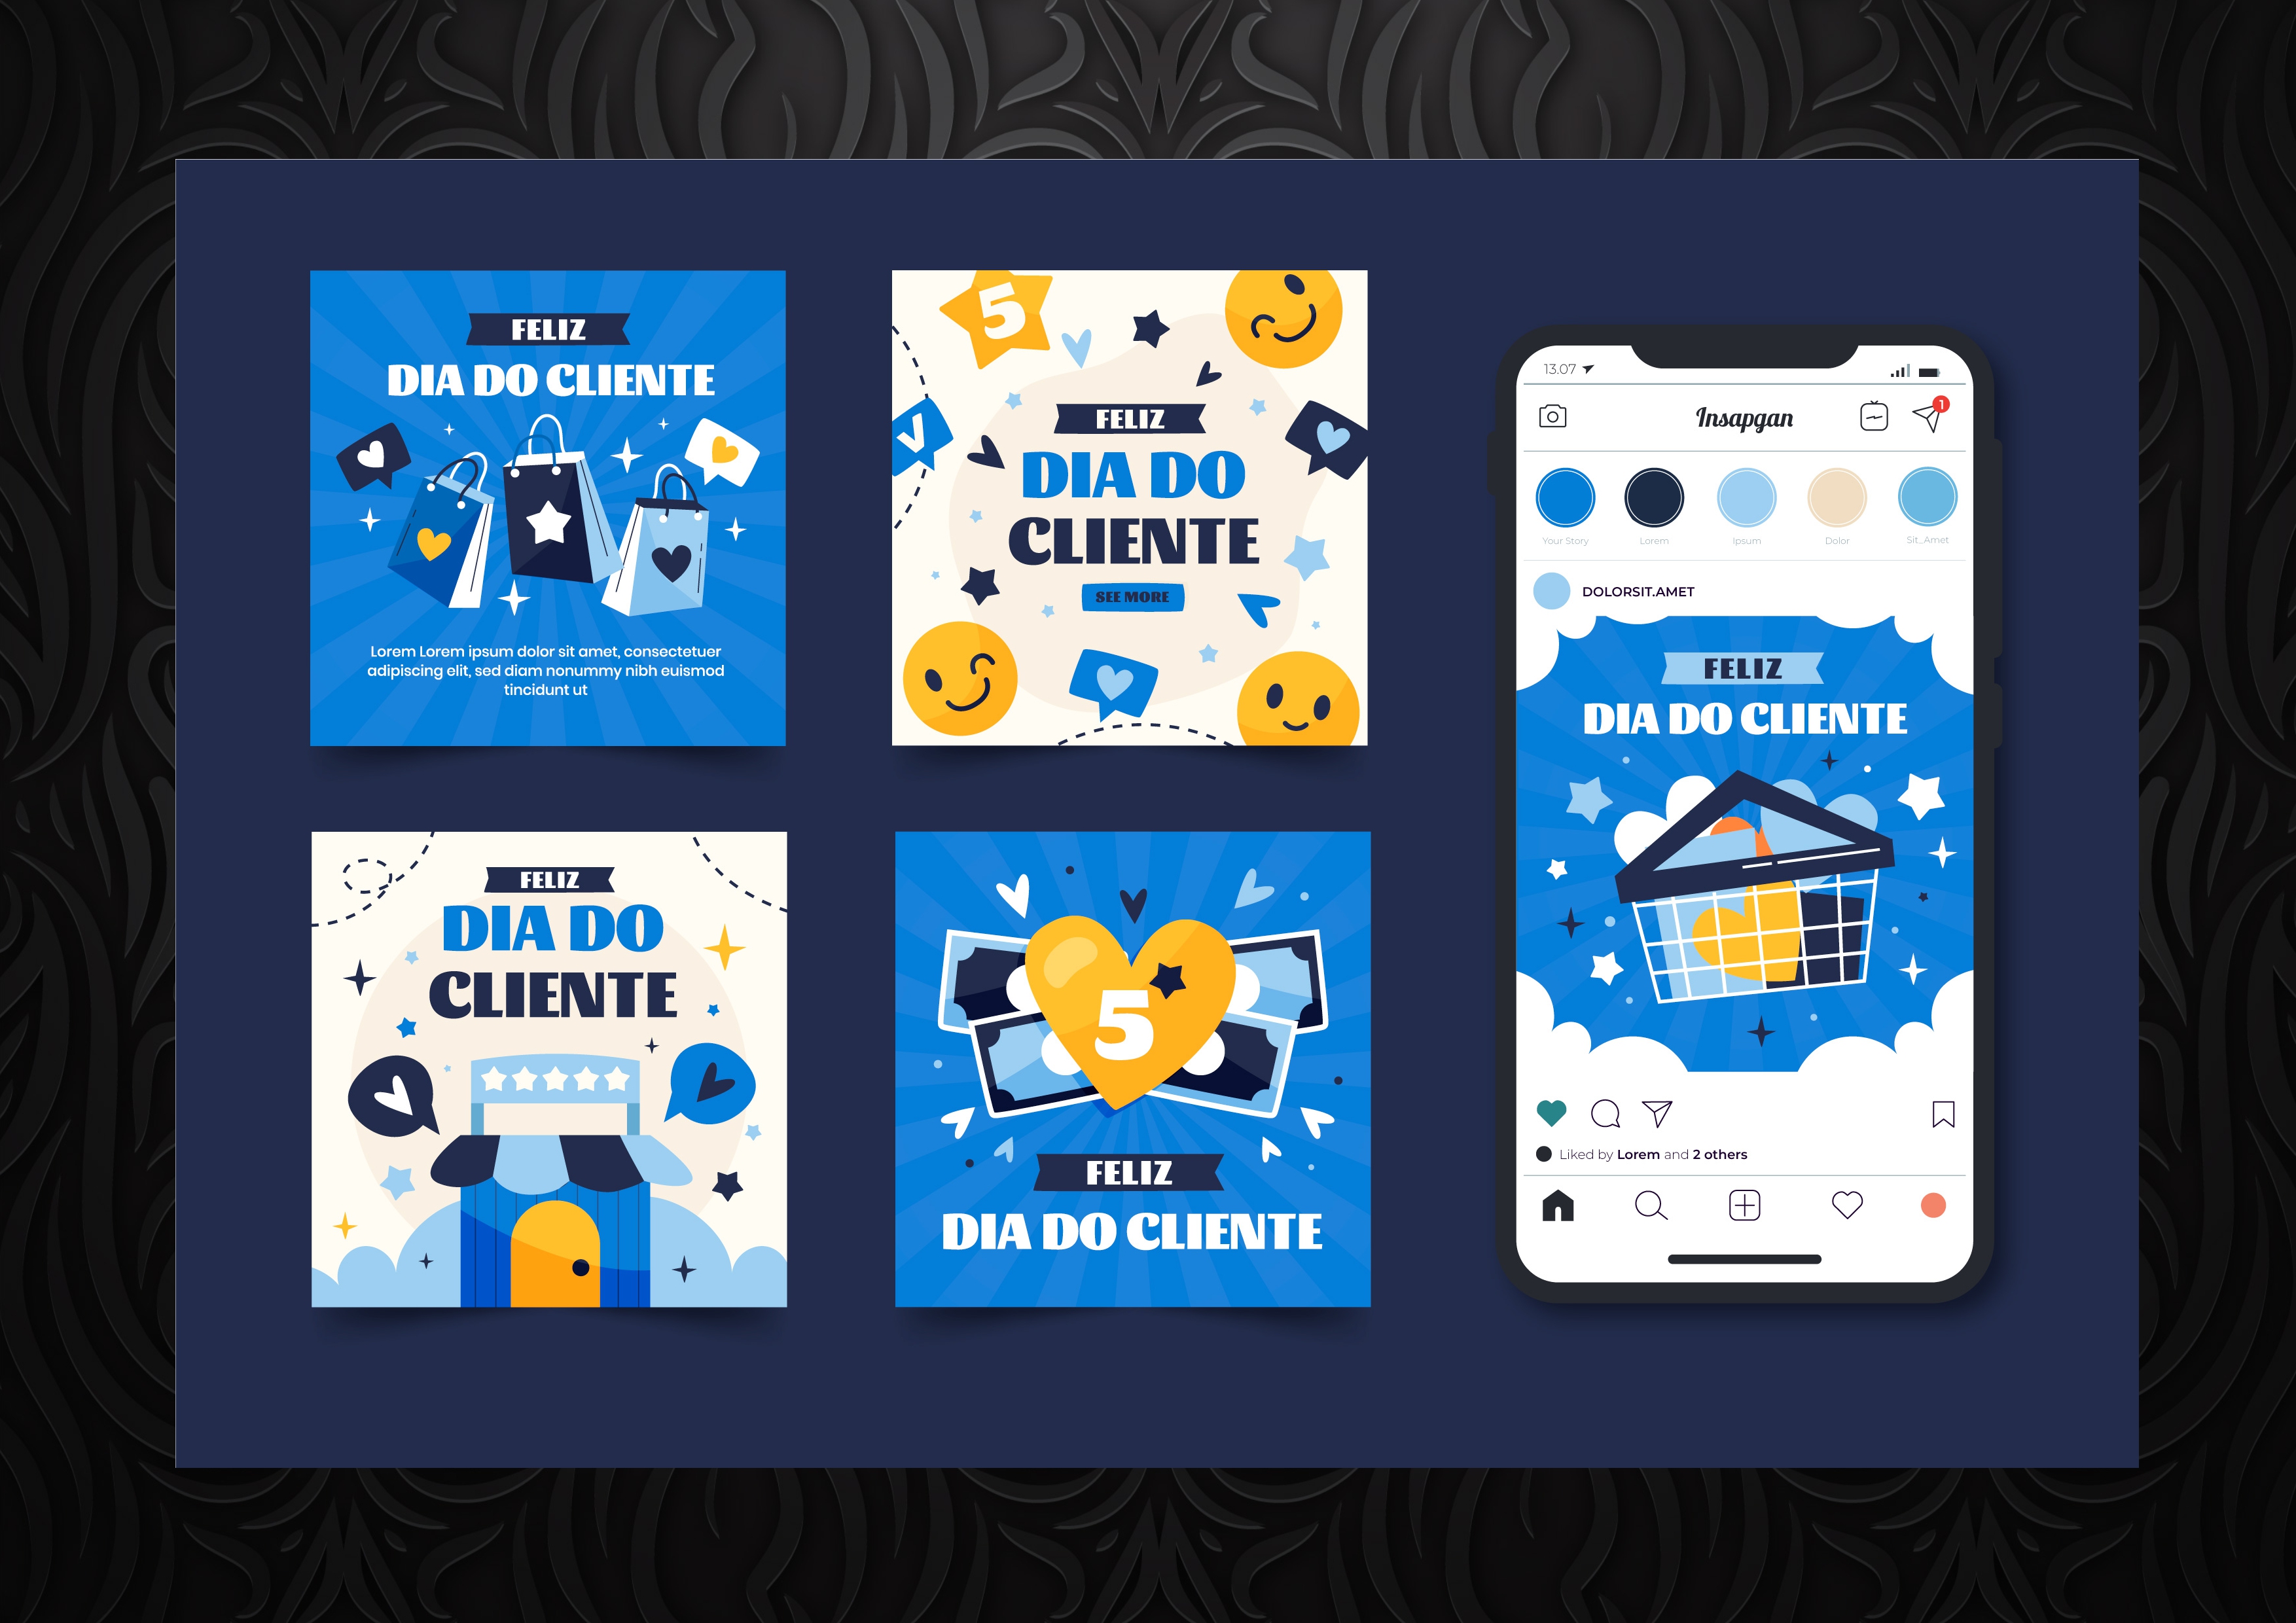 FELIZ
DIA DO CLIENTE
Lorem Lorem ipsum dolor sit amet, consectetuer
adipiscing elit, sed diam nonummy nibh euismod
tincidunt ut
5
FELIZ
DIA DO
CLIENTE
SEE MORE
FELIZ
DIA DO
CLIENTE
5
FELIZ
DIA DO CLIENTE
13.07
Insapgan
1
Your Story Lorem Ipsum Dolor Sit_Amet
DOLORSIT.AMET
FELIZ
DIA DO CLIENTE
Liked by Lorem and 2 others